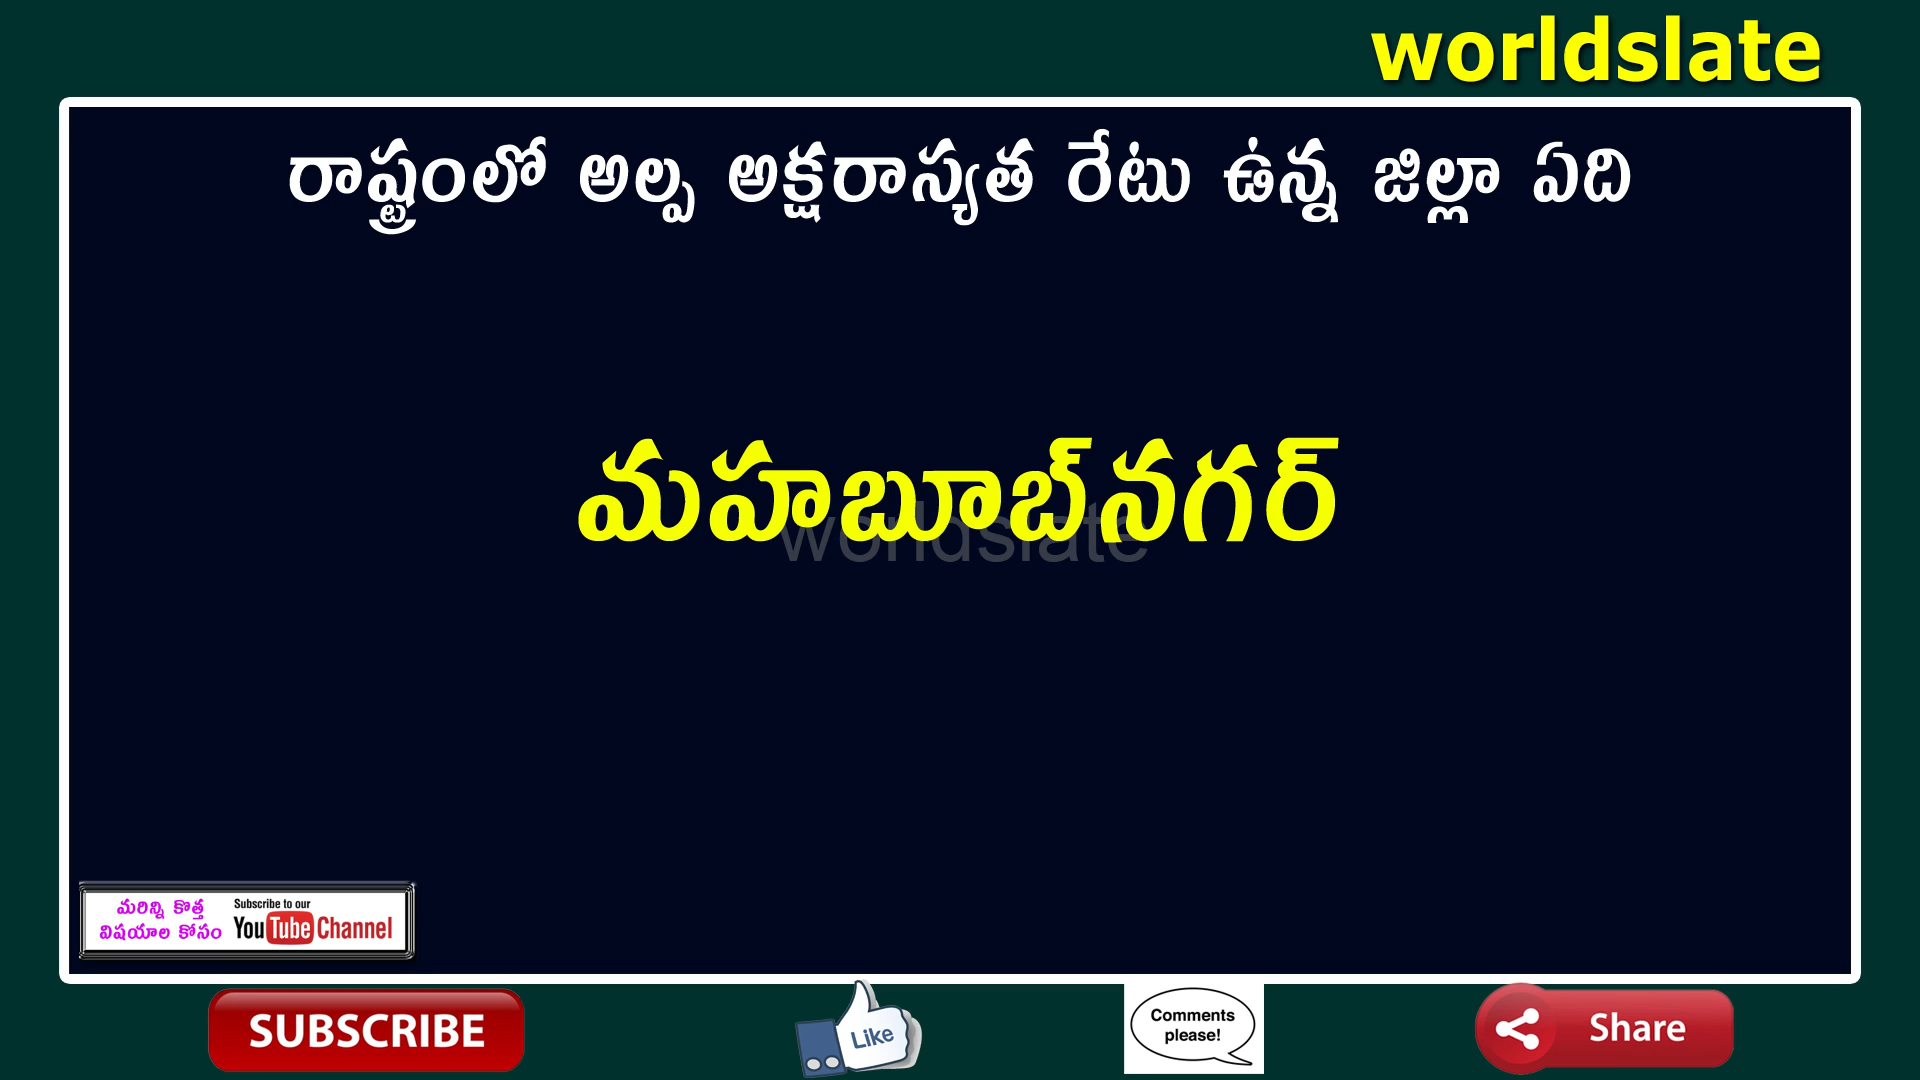 worldslate
రాష్ట్రంలో అల్ప అక్షరాస్యత రేటు ఉన్న జిల్లా ఏది
మహబూబ్‌నగర్
worldslate
మరిన్ని కొత్త
విషయాల కోసం
Subscribe to our
YouTube Channel
SUBSCRIBE
Like
Comments
please!
Share